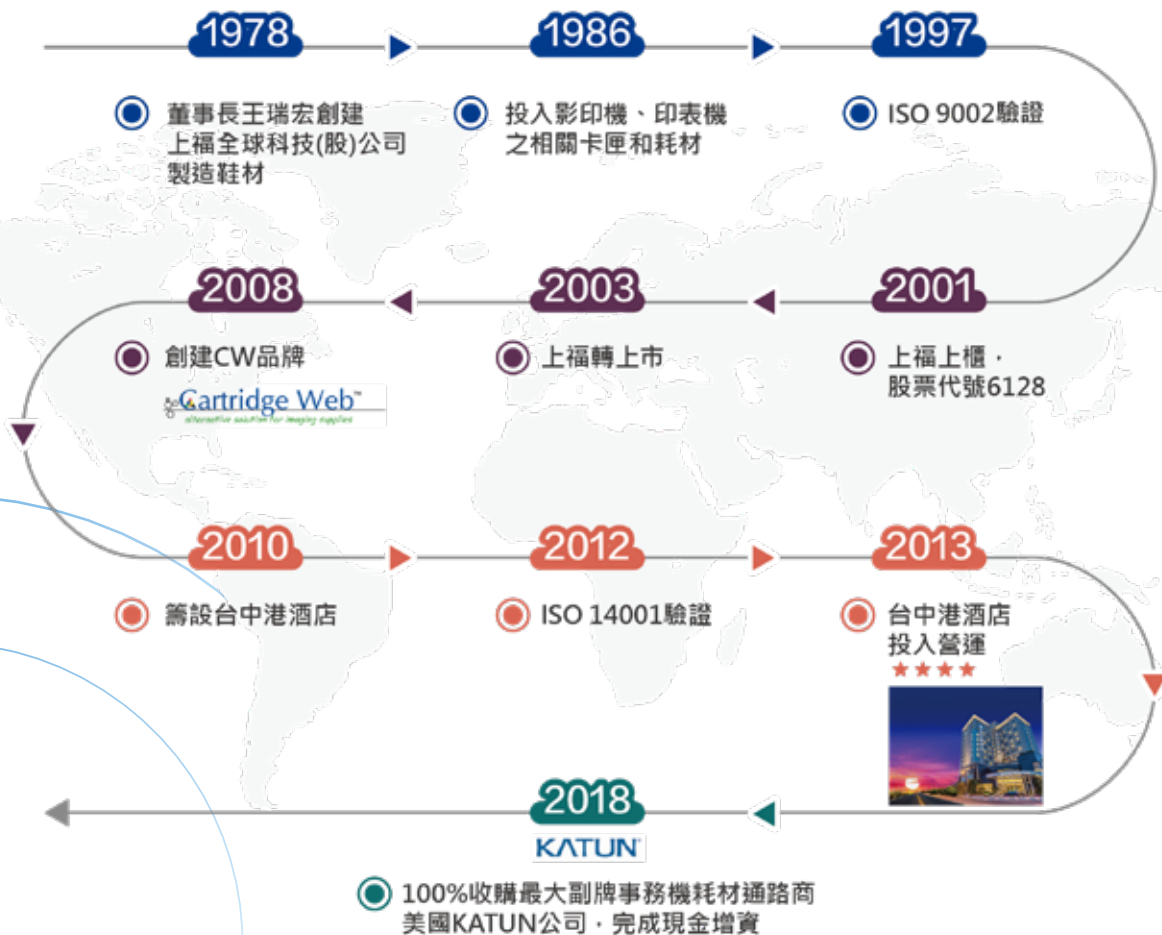 1978
1986
1997
董事長王瑞宏創建
上福全球科技(股)公司
製造鞋材
投入影印機、印表機
之相關卡匣和耗材
ISO 9002驗證
2008
2003
2001
創建CW品牌
Cartridge Web™
alternative solution for imaging supplies
上福轉上市
上福上櫃，
股票代號6128
2010
2012
2013
籌設台中港酒店
ISO 14001驗證
台中港酒店
投入營運
2018
KATUN
100%收購最大副牌事務機耗材通路商
美國KATUN公司，完成現金增資